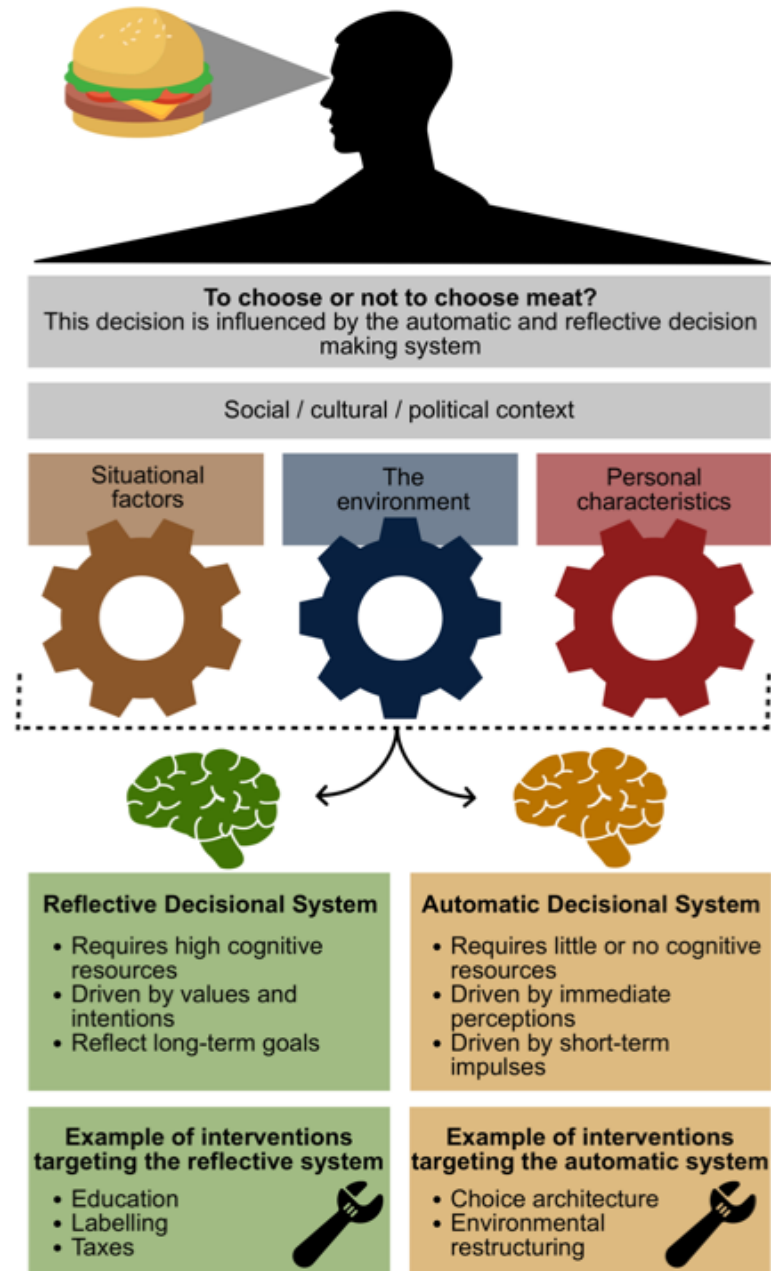 To choose or not to choose meat?
This decision is influenced by the automatic and reflective decision
making system
Social / cultural / political context
Situational
factors
The
environment
Personal
characteristics
Reflective Decisional System
• Requires high cognitive
resources
• Driven by values and
intentions
• Reflect long-term goals
Automatic Decisional System
• Requires little or no cognitive
resources
• Driven by immediate
perceptions
• Driven by short-term
impulses
Example of interventions
targeting the reflective system
• Education
• Labelling
• Taxes
Example of interventions
targeting the automatic system
• Choice architecture
• Environmental
restructuring